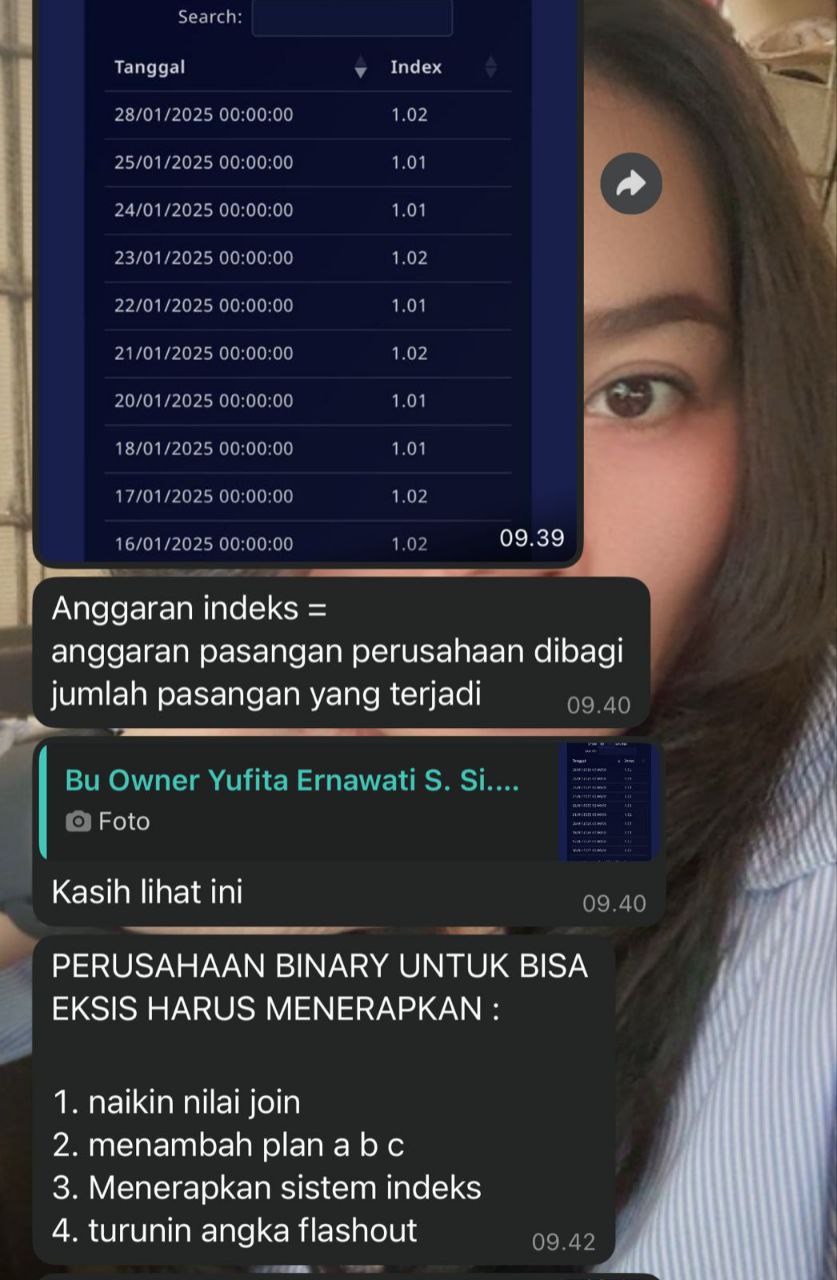 Search:
Tanggal Index
28/01/2025 00:00:00 1.02
25/01/2025 00:00:00 1.01
24/01/2025 00:00:00 1.01
23/01/2025 00:00:00 1.02
22/01/2025 00:00:00 1.01
21/01/2025 00:00:00 1.02
20/01/2025 00:00:00 1.01
18/01/2025 00:00:00 1.01
17/01/2025 00:00:00 1.02
16/01/2025 00:00:00 1.02
09.39
Anggaran indeks =
anggaran pasangan perusahaan dibagi
jumlah pasangan yang terjadi
09.40
Bu Owner Yufita Ernawati S. Si....
Foto
Kasih lihat ini
09.40
PERUSAHAAN BINARY UNTUK BISA
EKSIS HARUS MENERAPKAN :
1. naikin nilai join
2. menambah plan a b c
3. Menerapkan sistem indeks
4. turunin angka flashout
09.42